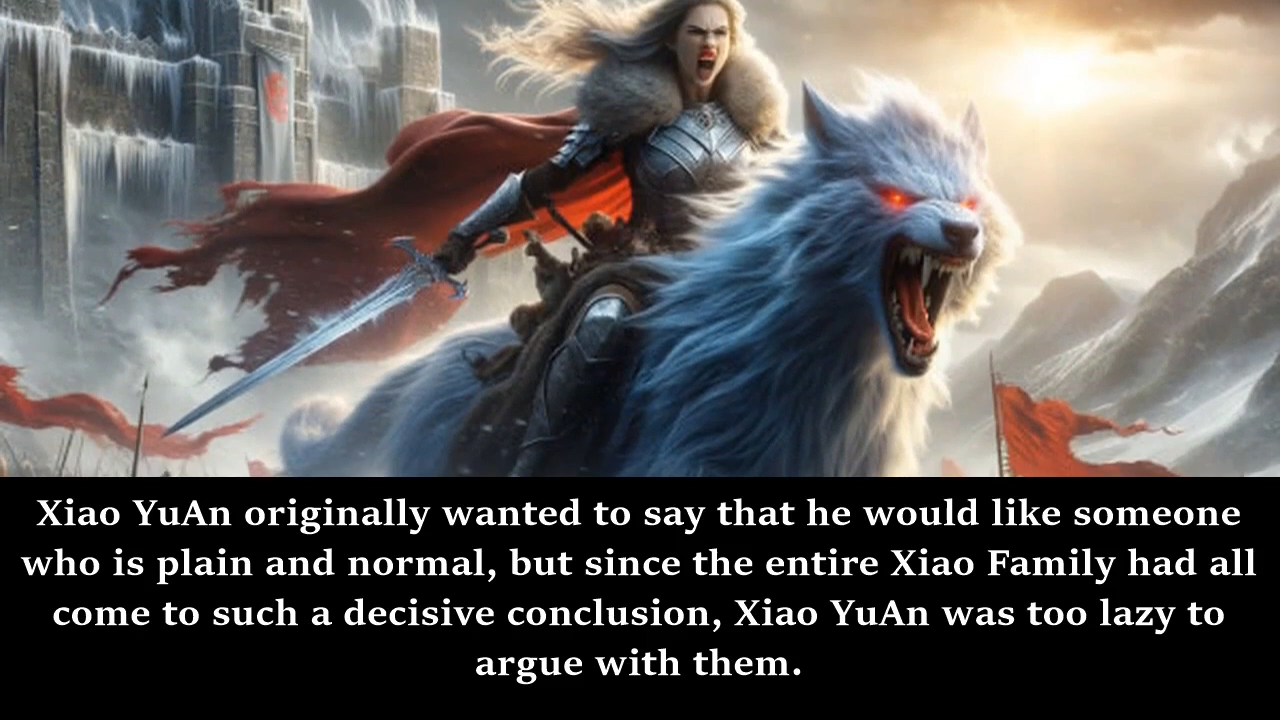 Xiao YuAn originally wanted to say that he would like someone
who is plain and normal, but since the entire Xiao Family had all
come to such a decisive conclusion, Xiao YuAn was too lazy to
argue with them.